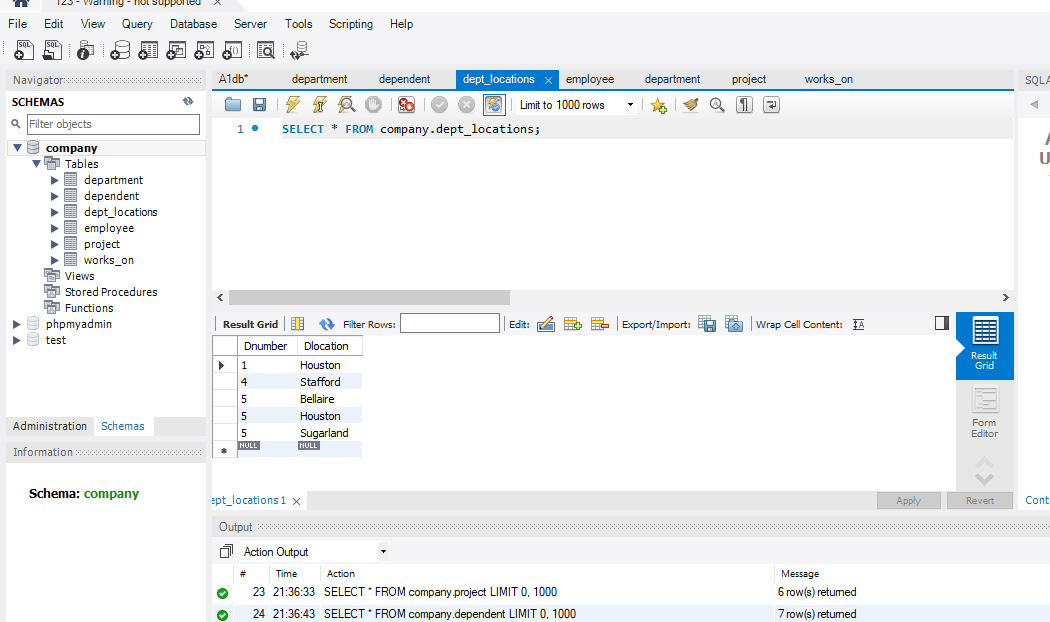 123 - Warning - not supported ×
File Edit View Query Database Server Tools Scripting Help
Navigator
SCHEMAS
Filter objects
company
Tables
department
dependent
dept_locations
employee
project
works_on
Views
Stored Procedures
Functions
phpmyadmin
test
Administration Schemas
Information
Schema: company
A1db* department dependent dept_locations × employee department project works_on
Limit to 1000 rows
1 SELECT * FROM company.dept_locations;
Result Grid Filter Rows: Edit: Export/Import: Wrap Cell Content:
Dnumber Dlocation
1 Houston
4 Stafford
5 Bellaire
5 Houston
5 Sugarland
NULL NULL
Result
Grid
Form
Editor
ept_locations 1 × Apply Revert
Output
Action Output
# Time Action Message
23 21:36:33 SELECT * FROM company.project LIMIT 0, 1000 6 row(s) returned
24 21:36:43 SELECT * FROM company.dependent LIMIT 0, 1000 7 row(s) returned
SQLA
Cont